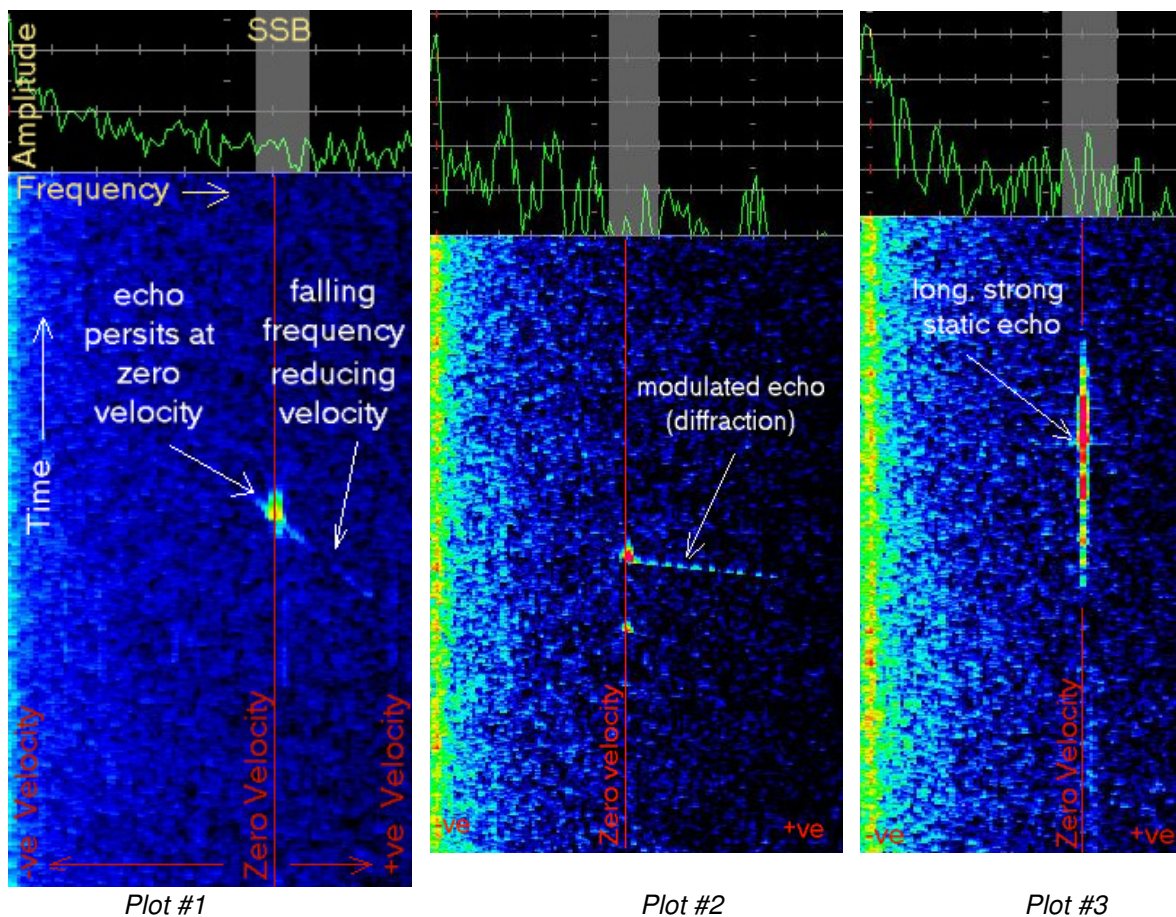 SSB
Amplitude
Frequency
echo
persits at
zero
velocity
falling
frequency
reducing
velocity
Time
-ve Velocity
Zero Velocity
+ve Velocity
Plot #1
modulated echo
(diffraction)
Zero velocity
-ve
+ve
Plot #2
long, strong
static echo
Zero Velocity
-ve
+ve
Plot #3